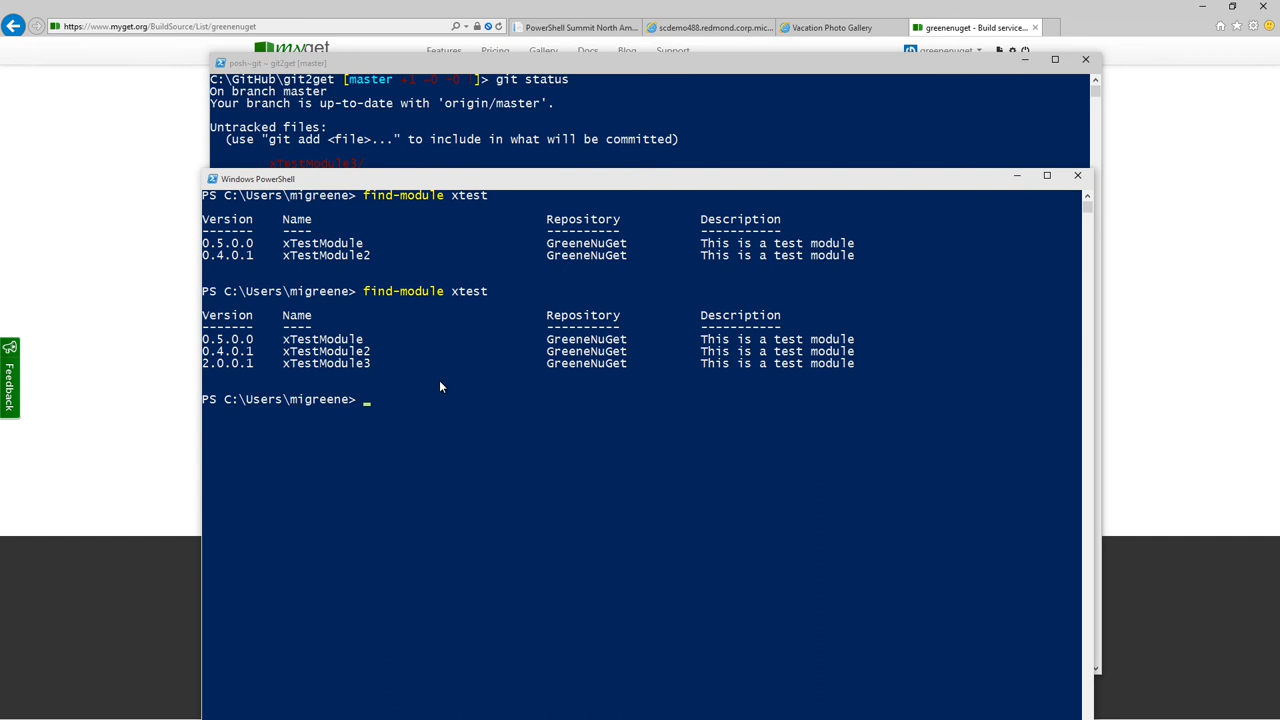 https://www.myget.org/BuildSource/List/greenenuget
PowerShell Summit North Am...
scdemo488.redmond.corp.mic...
Vacation Photo Gallery
greenenuget - Build service...
myget
Features Pricing Gallery Docs Blog Support
greenenuget
posh~git ~ git2get [master]
C:\GitHub\git2get [master +1 ~0 -0 !]> git status
On branch master
Your branch is up-to-date with 'origin/master'.
Untracked files:
(use "git add <file>..." to include in what will be committed)
xTestModule3/
Windows PowerShell
PS C:\Users\migreene> find-module xtest
Version Name Repository Description
------- ---- ---------- -----------
0.5.0.0 xTestModule GreeneNuGet This is a test module
0.4.0.1 xTestModule2 GreeneNuGet This is a test module
PS C:\Users\migreene> find-module xtest
Version Name Repository Description
------- ---- ---------- -----------
0.5.0.0 xTestModule GreeneNuGet This is a test module
0.4.0.1 xTestModule2 GreeneNuGet This is a test module
2.0.0.1 xTestModule3 GreeneNuGet This is a test module
PS C:\Users\migreene> _
Feedback